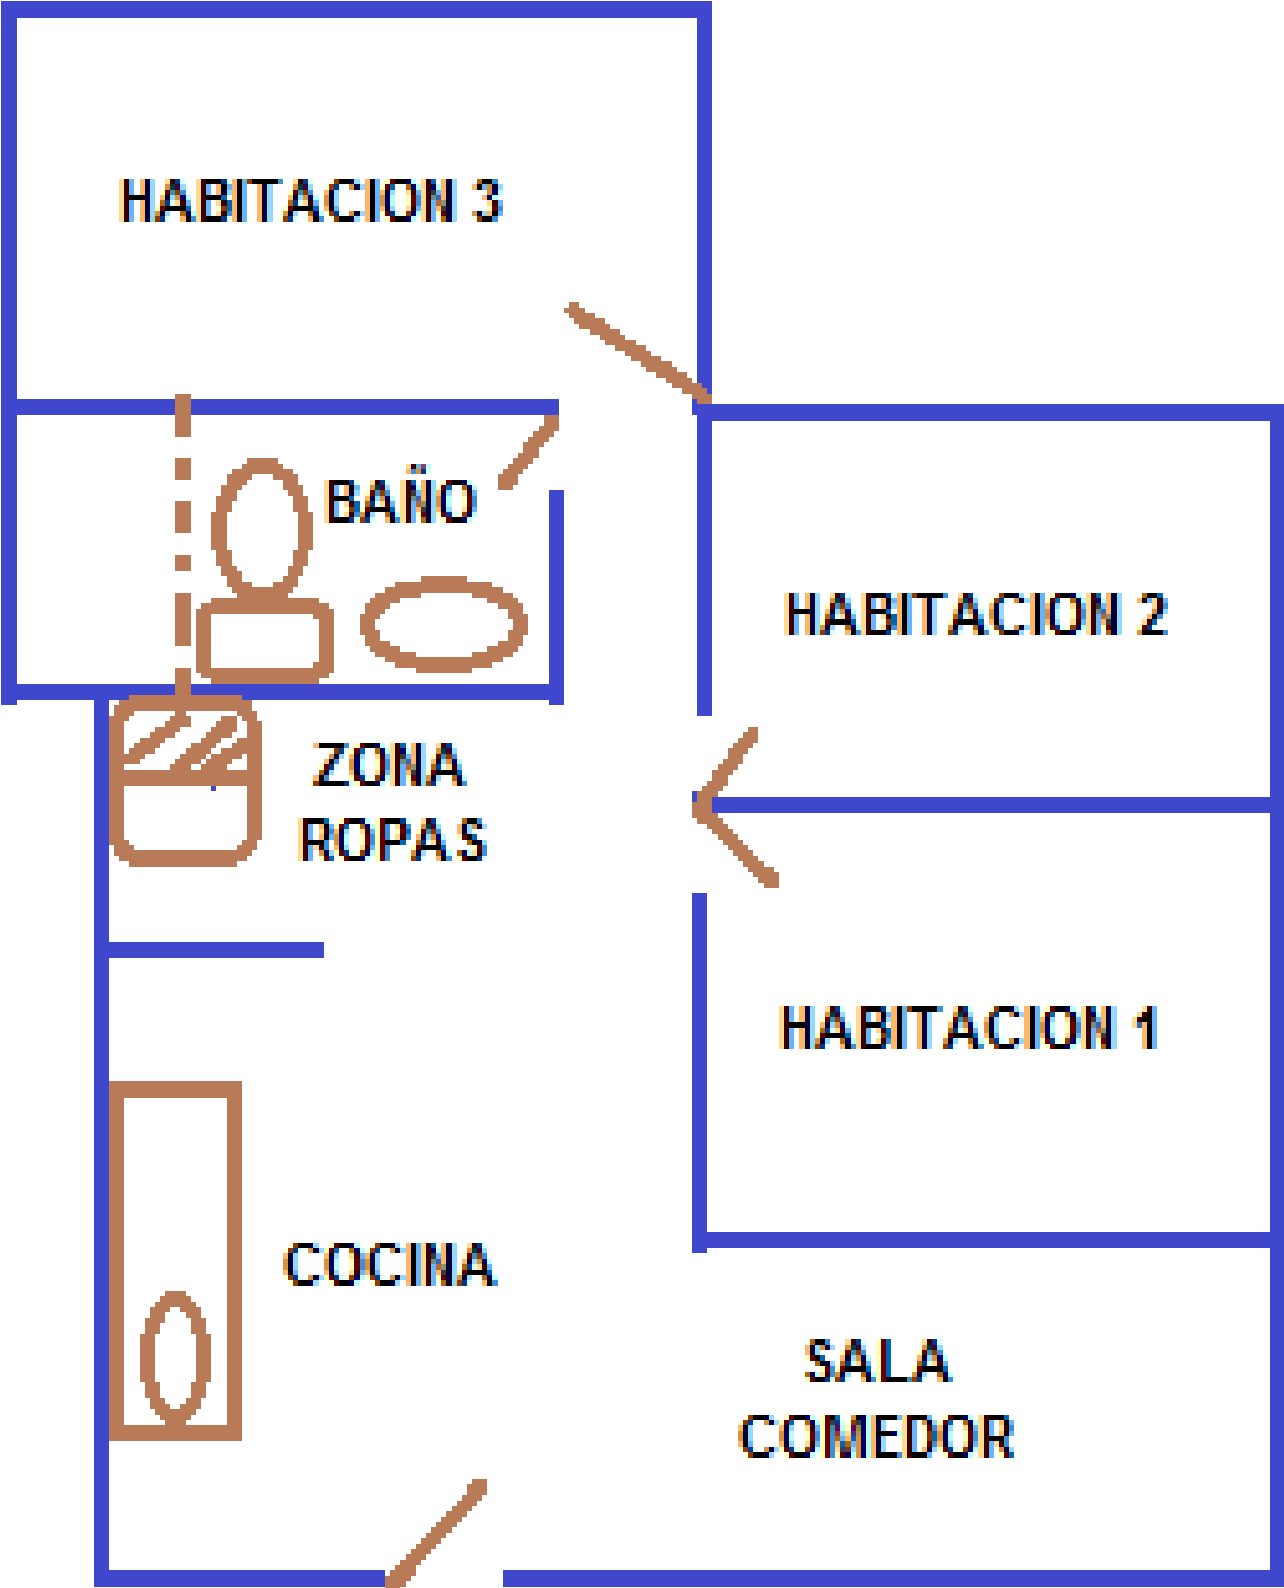 HABITACION 3
BAÑO
HABITACION 2
ZONA
ROPAS
HABITACION 1
COCINA
SALA
COMEDOR